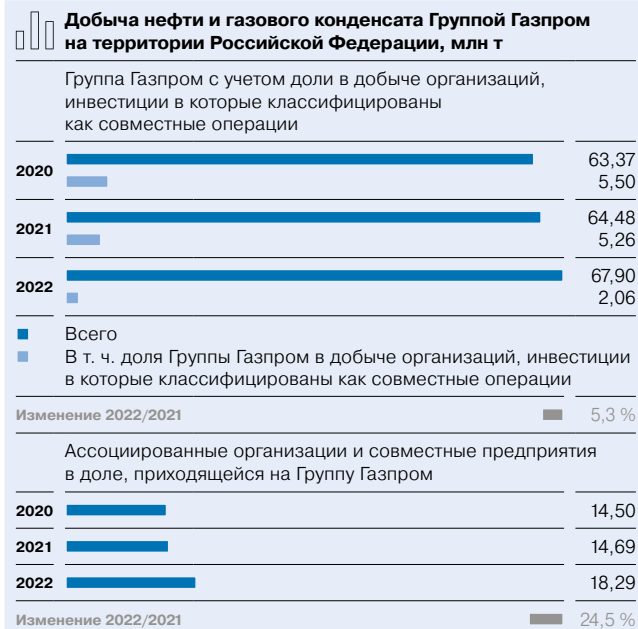 Добыча нефти и газового конденсата Группой Газпром
на территории Российской Федерации, млн т
Группа Газпром с учетом доли в добыче организаций,
инвестиции в которые классифицированы
как совместные операции
2020 63,37
5,50
2021 64,48
5,26
2022 67,90
2,06
Всего
В т. ч. доля Группы Газпром в добыче организаций, инвестиции
в которые классифицированы как совместные операции
Изменение 2022/2021 5,3 %
Ассоциированные организации и совместные предприятия
в доле, приходящейся на Группу Газпром
2020 14,50
2021 14,69
2022 18,29
Изменение 2022/2021 24,5 %